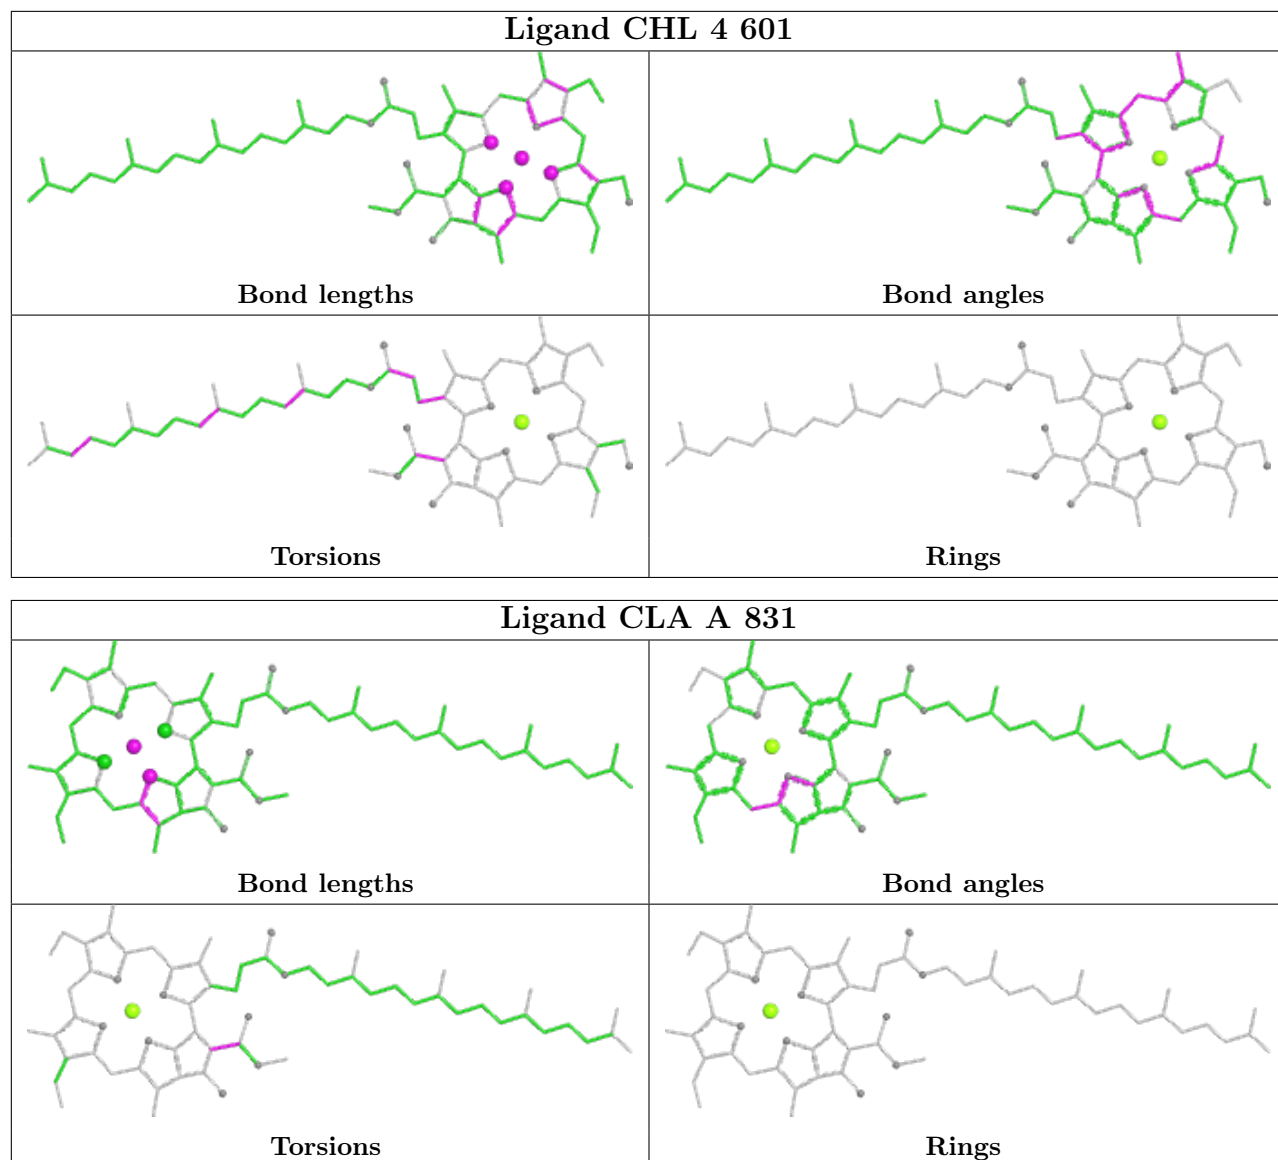 Ligand CHL 4 601
Bond lengths
Bond angles
Torsions
Rings
Ligand CLA A 831
Bond lengths
Bond angles
Torsions
Rings